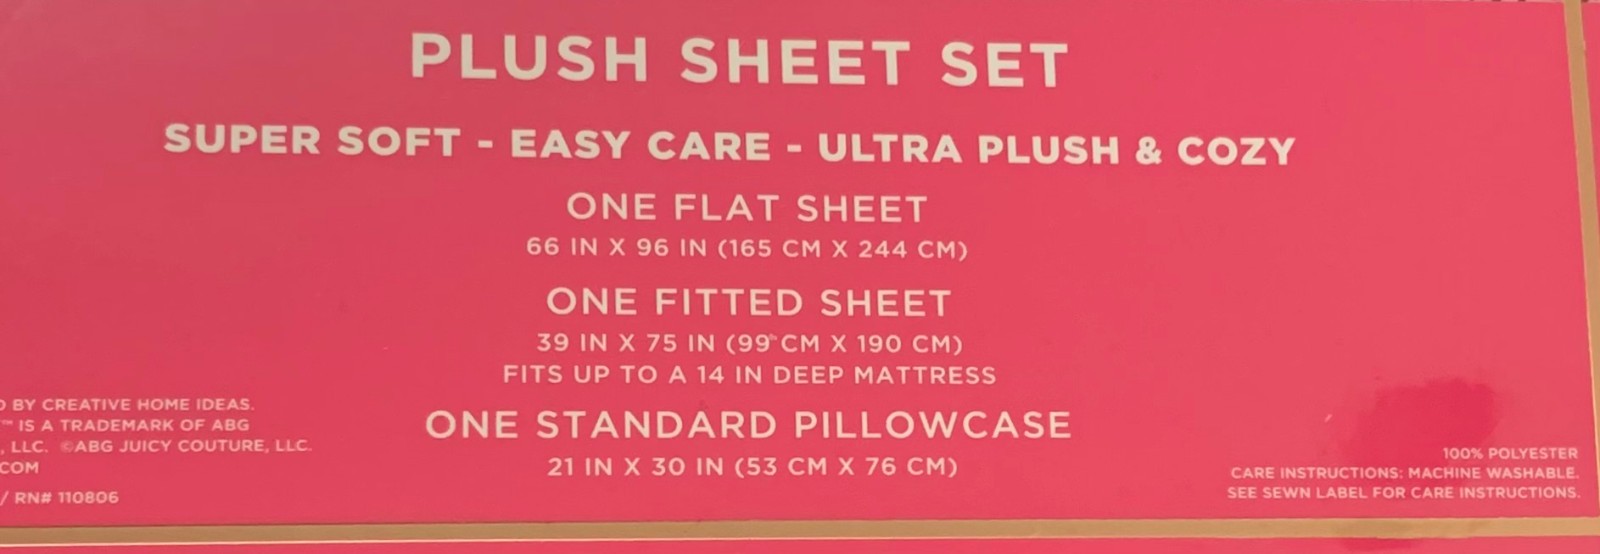 PLUSH SHEET SET
SUPER SOFT - EASY CARE - ULTRA PLUSH & COZY
ONE FLAT SHEET
66 IN X 96 IN (165 CM X 244 CM)
ONE FITTED SHEET
39 IN X 75 IN (99 CM X 190 CM)
FITS UP TO A 14 IN DEEP MATTRESS
ONE STANDARD PILLOWCASE
21 IN X 30 IN (53 CM X 76 CM)
BY CREATIVE HOME IDEAS.
™ IS A TRADEMARK OF ABG
, LLC. ©ABG JUICY COUTURE, LLC.
COM
/ RN# 110806
100% POLYESTER
CARE INSTRUCTIONS: MACHINE WASHABLE.
SEE SEWN LABEL FOR CARE INSTRUCTIONS.